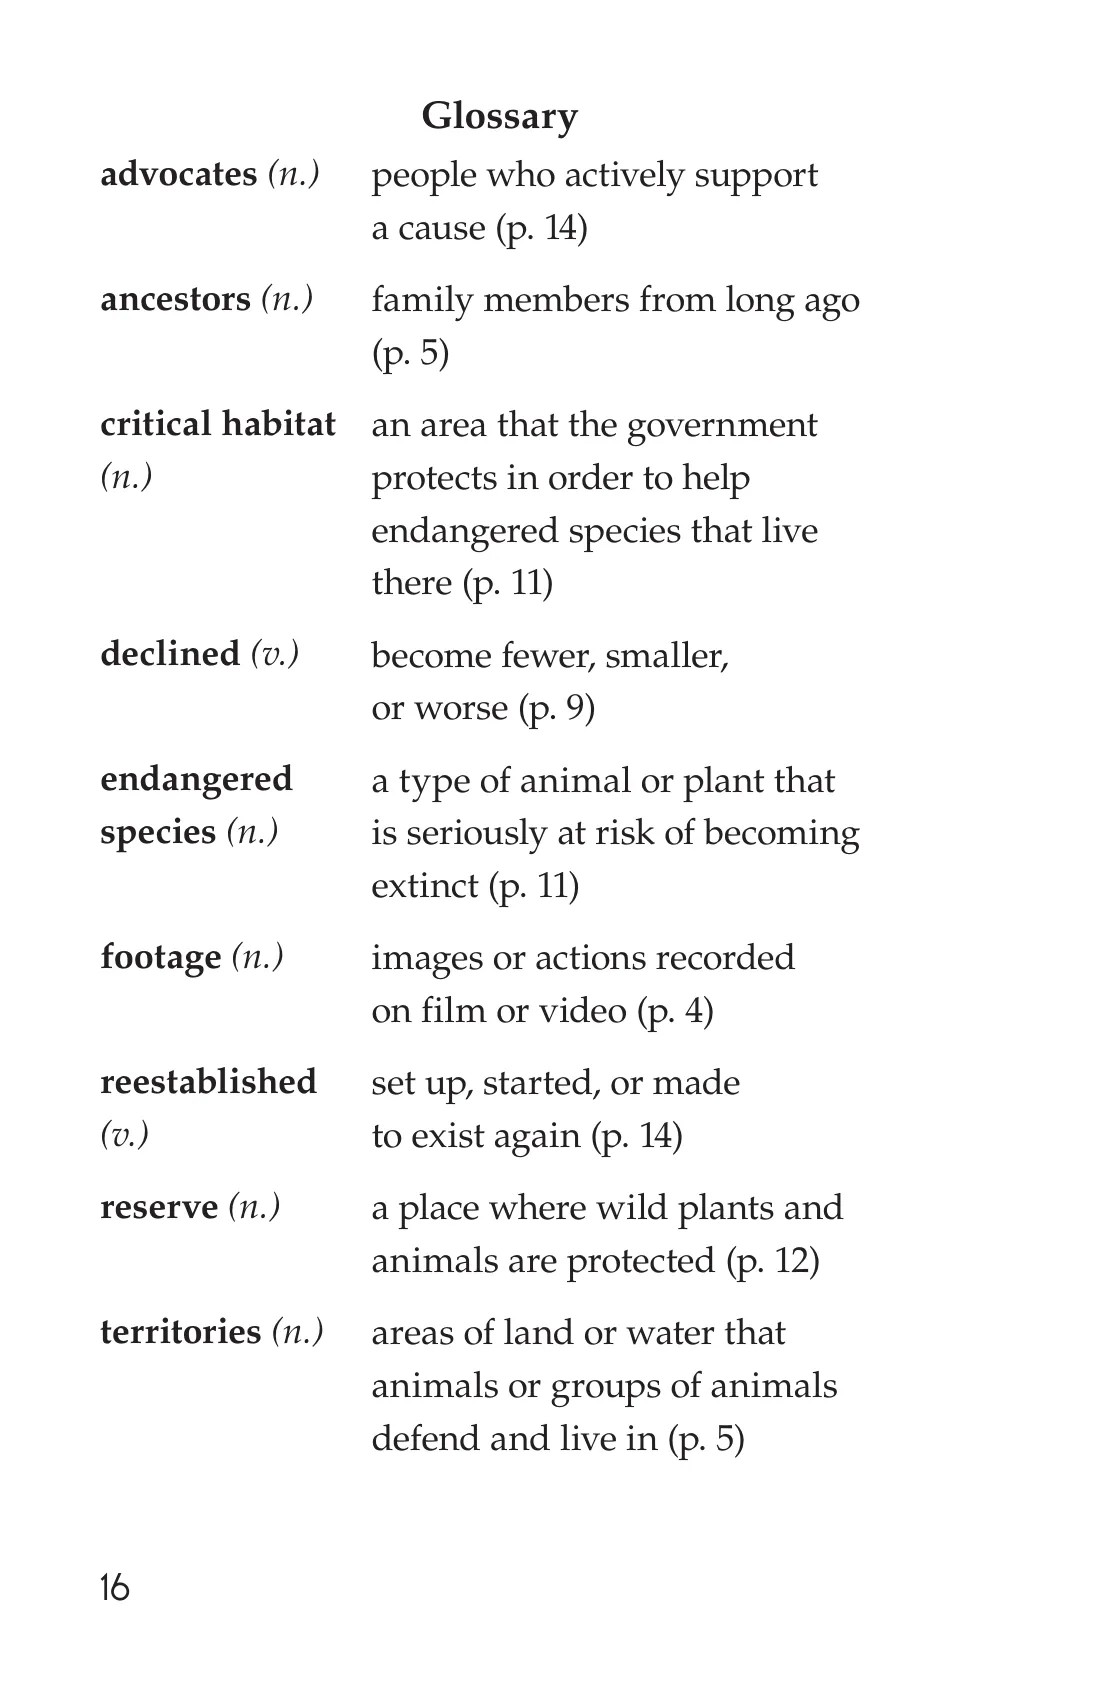 Glossary
advocates (n.) people who actively support
a cause (p. 14)
ancestors (n.) family members from long ago
(p. 5)
critical habitat an area that the government
(n.) protects in order to help
endangered species that live
there (p. 11)
declined (v.) become fewer, smaller,
or worse (p. 9)
endangered a type of animal or plant that
species (n.) is seriously at risk of becoming
extinct (p. 11)
footage (n.) images or actions recorded
on film or video (p. 4)
reestablished set up, started, or made
(v.) to exist again (p. 14)
reserve (n.) a place where wild plants and
animals are protected (p. 12)
territories (n.) areas of land or water that
animals or groups of animals
defend and live in (p. 5)
16